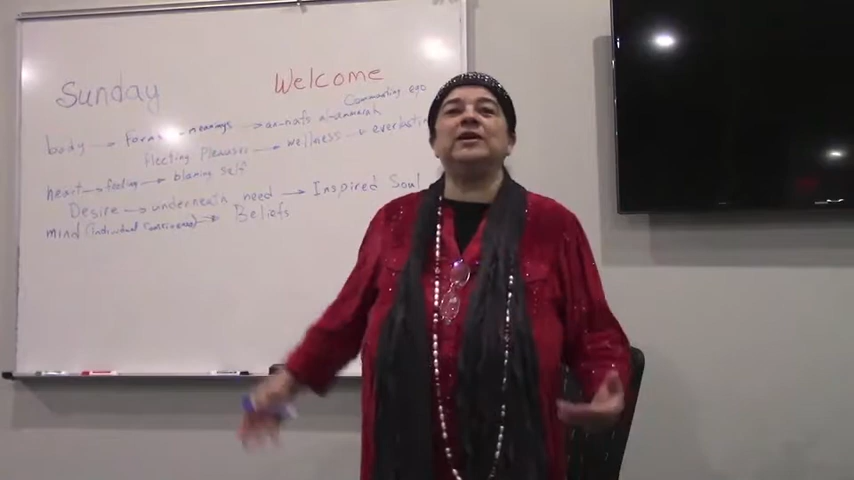 Sunday
Welcome
Commanding ego
body → Forms → meanings → an-nafs al-ammarah
fleeting Pleasures → wellness → everlasting
heart → feeling → blaming self
Desire → underneath need → Inspired Soul
mind (individual → Beliefs